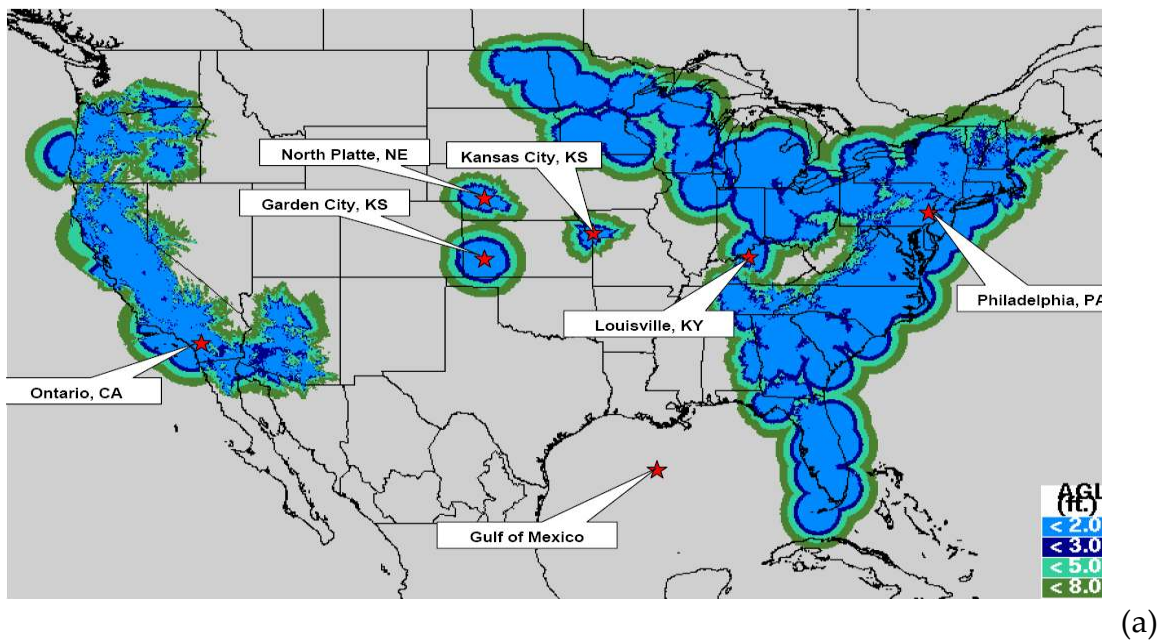 North Platte, NE
Kansas City, KS
Garden City, KS
Philadelphia, PA
Louisville, KY
Ontario, CA
Gulf of Mexico
AGL
(ft.)
< 2.0
< 3.0
< 5.0
< 8.0
(a)